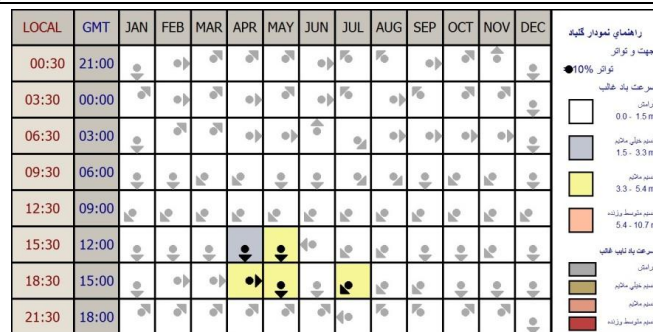 LOCAL GMT JAN FEB MAR APR MAY JUN JUL AUG SEP OCT NOV DEC
00:30 21:00
03:30 00:00
06:30 03:00
09:30 06:00
12:30 09:00
15:30 12:00
18:30 15:00
21:30 18:00
راهنمای نمودار گلباد
جهت و تواتر
تواتر 10%
سرعت باد غالب
آرامش
0.0 - 1.5 m
نسیم خیلی ملایم
1.5 - 3.3 m
نسیم ملایم
3.3 - 5.4 m
نسیم متوسط وزنده
5.4 - 10.7 m
سرعت باد نایب غالب
آرامش
نسیم خیلی ملایم
نسیم ملایم
نسیم متوسط وزنده